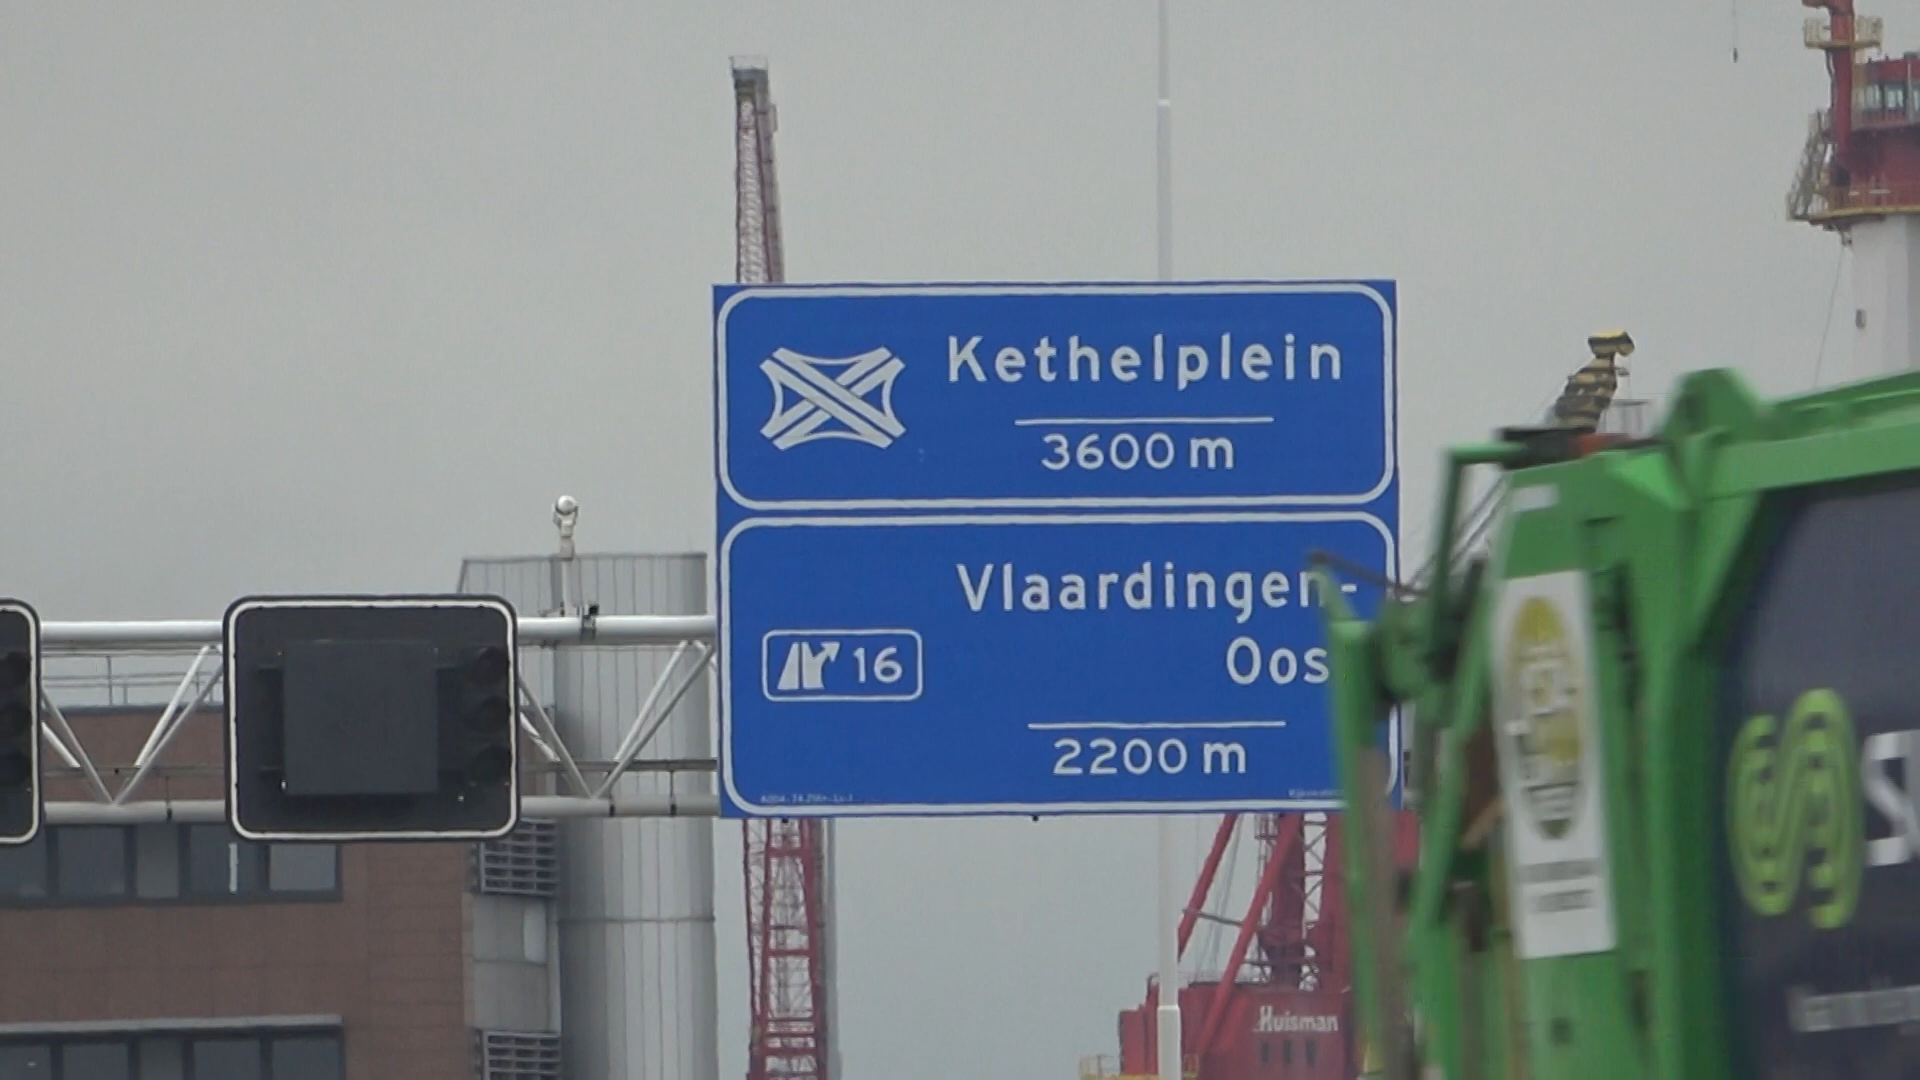 Kethelplein
3600 m
Vlaardingen-
Oos
16
2200 m
Huisman